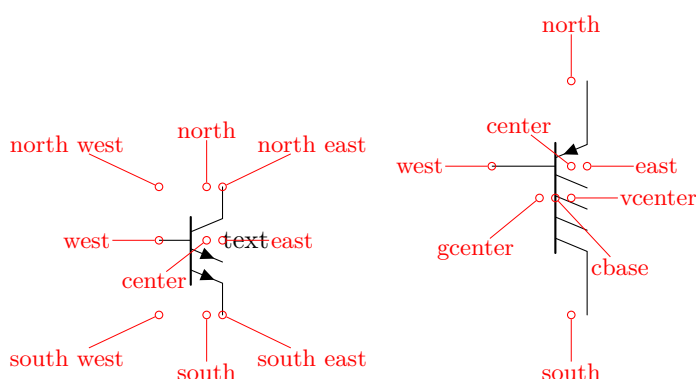 north
north
center
north west
north east
west
east
vcenter
west
text
east
gcenter
cbase
center
south west
south east
south
south